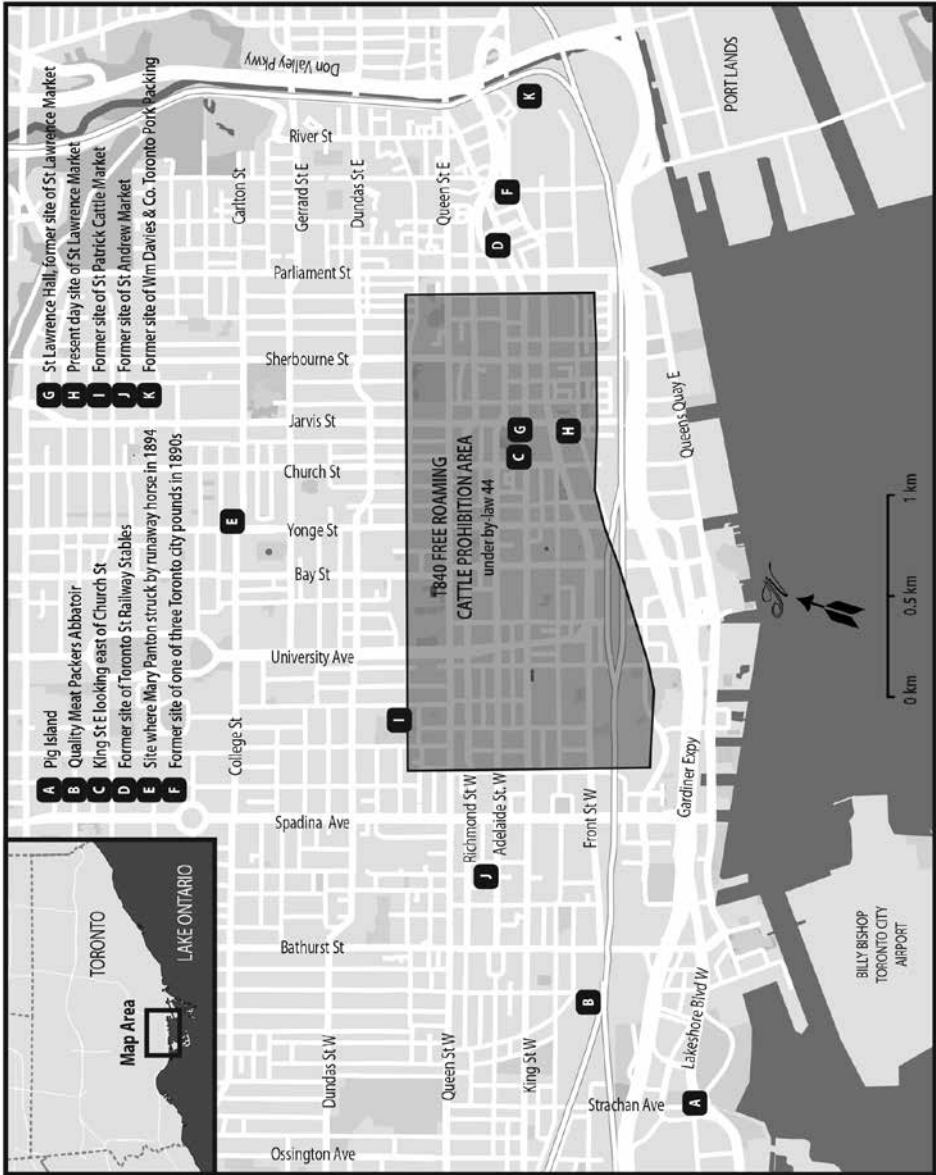 TORONTO
Map Area
LAKE ONTARIO
A Pig Island
B Quality Meat Packers Abbatoir
C King St E looking east of Church St
D Former site of Toronto St Railway Stables
E Site where Mary Panton struck by runaway horse in 1894
F Former site of one of three Toronto city pounds in 1890s
G St Lawrence Hall, former site of St Lawrence Market
H Present day site of St Lawrence Market
I Former site of St Patrick Cattle Market
J Former site of St Andrew Market
K Former site of Wm Davies & Co. Toronto Pork Packing
Don Valley Pkwy
River St
Carlton St
Gerrard St E
Dundas St E
Queen St E
Parliament St
Sherbourne St
Jarvis St
Church St
Yonge St
Bay St
University Ave
College St
Spadina Ave
Bathurst St
Dundas St W
Queen St W
King St W
Ossington Ave
Strachan Ave
Richmond St W
Adelaide St. W
Front St W
1840 FREE ROAMING
CATTLE PROHIBITION AREA
under by-law 44
E
I
C
G
H
D
F
K
J
B
A
Gardiner Expy
Lakeshore Blvd W
Queens Quay E
PORT LANDS
BILLY BISHOP
TORONTO CITY
AIRPORT
N
0 km
0.5 km
1 km